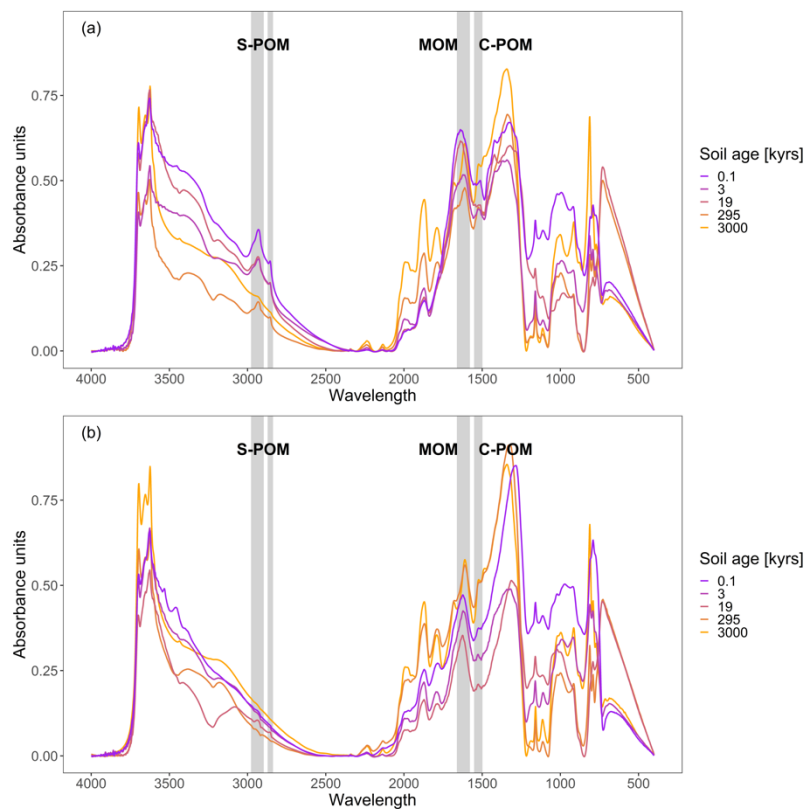 (a)
S-POM
MOM
C-POM
Absorbance units
0.75
0.50
0.25
0.00
4000
3500
3000
2500
2000
1500
1000
500
Wavelength
Soil age [kyrs]
0.1
3
19
295
3000
(b)
S-POM
MOM
C-POM
Absorbance units
0.75
0.50
0.25
0.00
4000
3500
3000
2500
2000
1500
1000
500
Wavelength
Soil age [kyrs]
0.1
3
19
295
3000